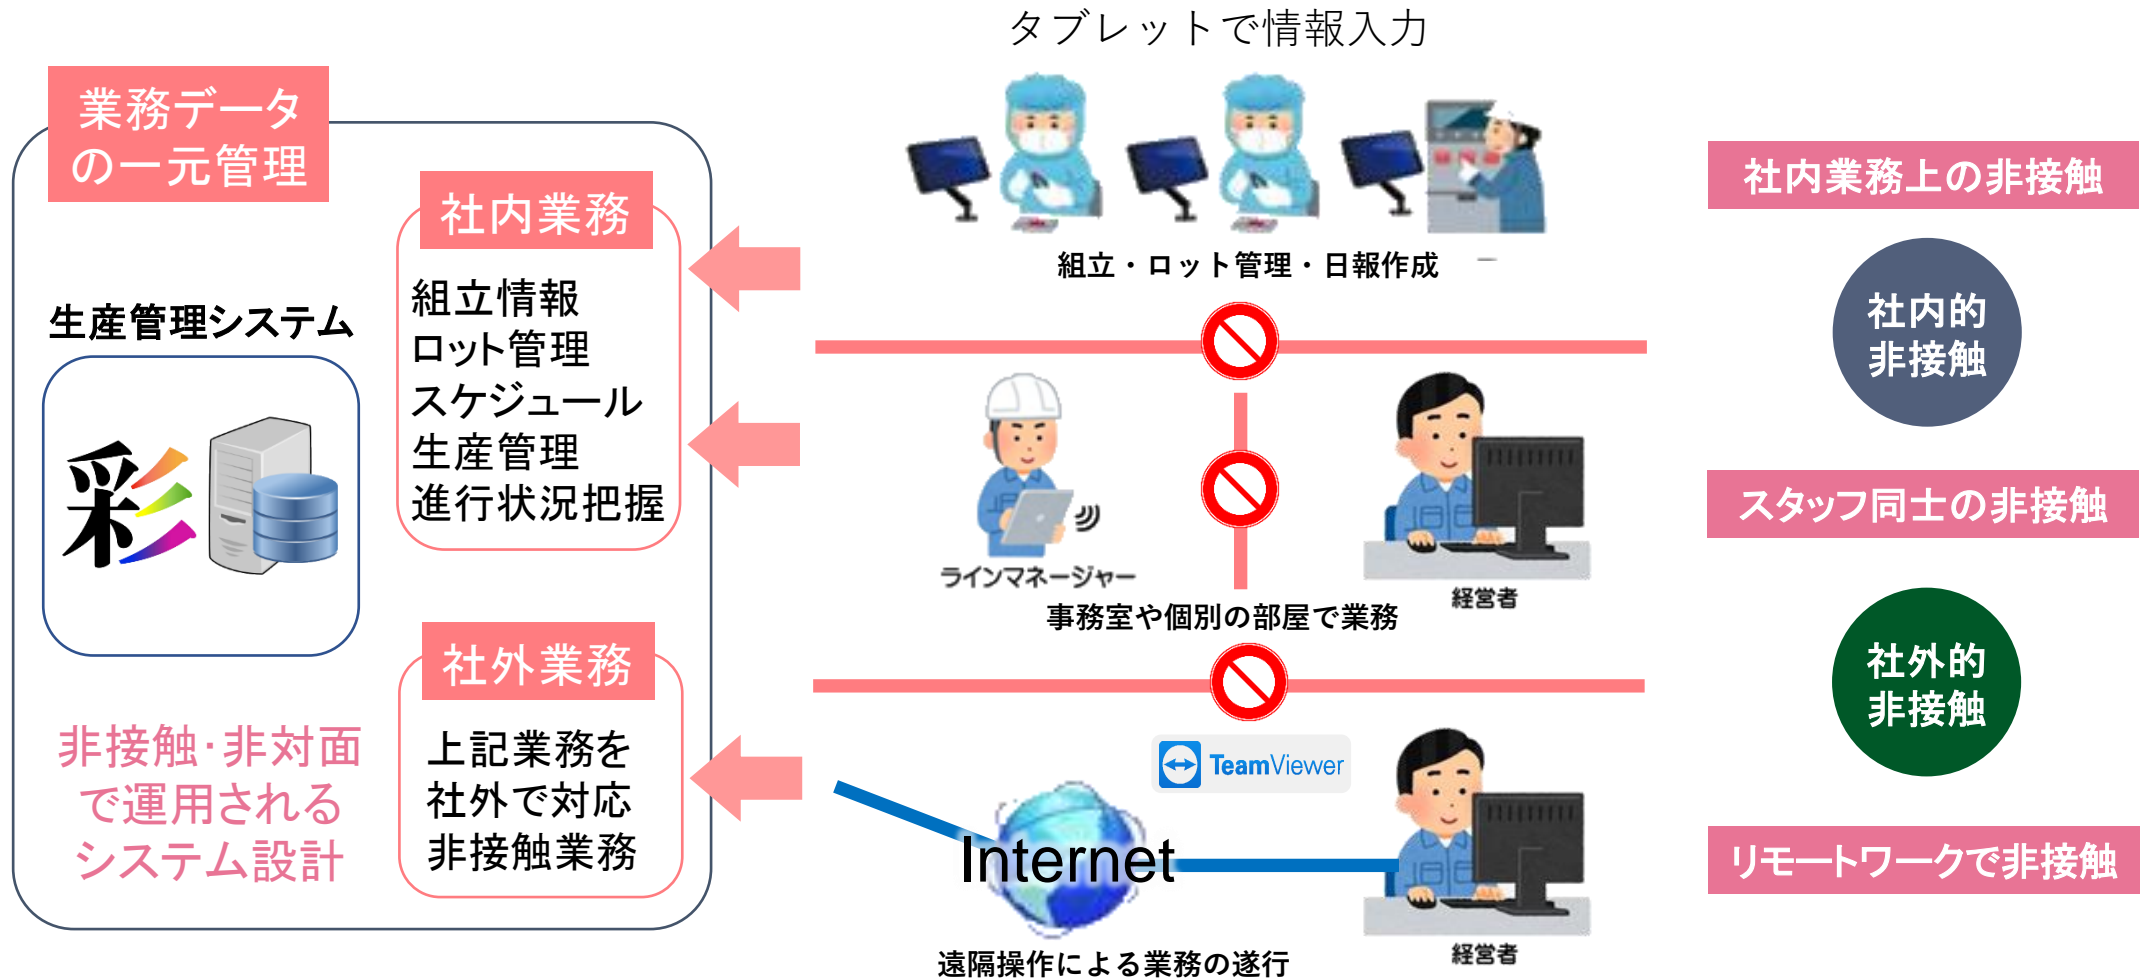 タブレットで情報入力
業務データ
の一元管理
社内業務
組立情報
ロット管理
スケジュール
生産管理
進行状況把握
生産管理システム
彩
社外業務
上記業務を
社外で対応
非接触業務
非接触・非対面
で運用される
システム設計
組立・ロット管理・日報作成
ラインマネージャー
経営者
事務室や個別の部屋で業務
TeamViewer
Internet
経営者
遠隔操作による業務の遂行
社内業務上の非接触
社内的
非接触
スタッフ同士の非接触
社外的
非接触
リモートワークで非接触